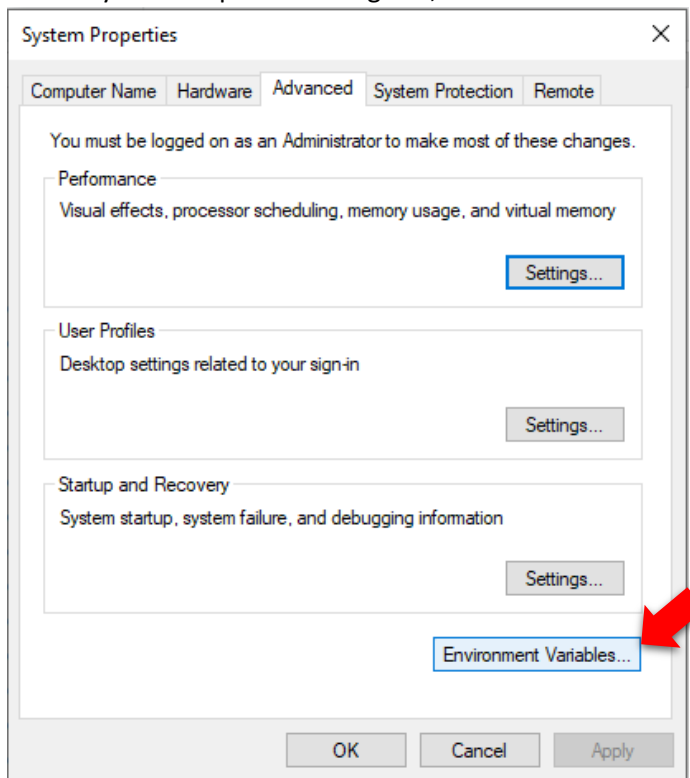 System Properties
Computer Name Hardware Advanced System Protection Remote
You must be logged on as an Administrator to make most of these changes.
Performance
Visual effects, processor scheduling, memory usage, and virtual memory
Settings...
User Profiles
Desktop settings related to your sign-in
Settings...
Startup and Recovery
System startup, system failure, and debugging information
Settings...
Environment Variables...
OK Cancel Apply